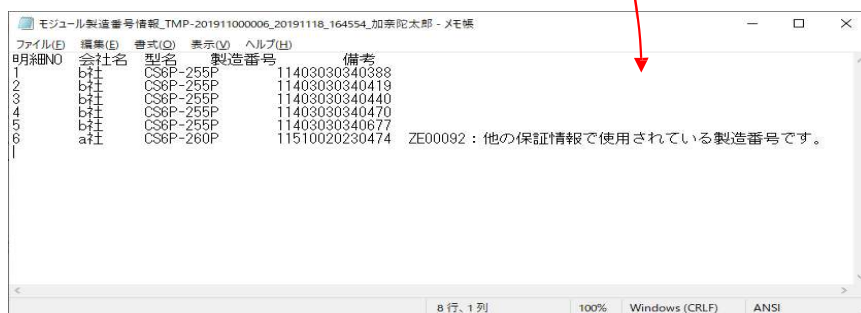 モジュール製造番号情報_TMP-201911000006_20191118_164554_加奈陀太郎 - メモ帳
ファイル(F) 編集(E) 書式(O) 表示(V) ヘルプ(H)
明細NO 会社名 型名 製造番号 備考
1 b社 CS6P-255P 11403030340388
2 b社 CS6P-255P 11403030340419
3 b社 CS6P-255P 11403030340440
4 b社 CS6P-255P 11403030340470
5 b社 CS6P-255P 11403030340677
6 a社 CS6P-260P 11510020230474 ZE00092：他の保証情報で使用されている製造番号です。
8 行、1 列 100% Windows (CRLF) ANSI